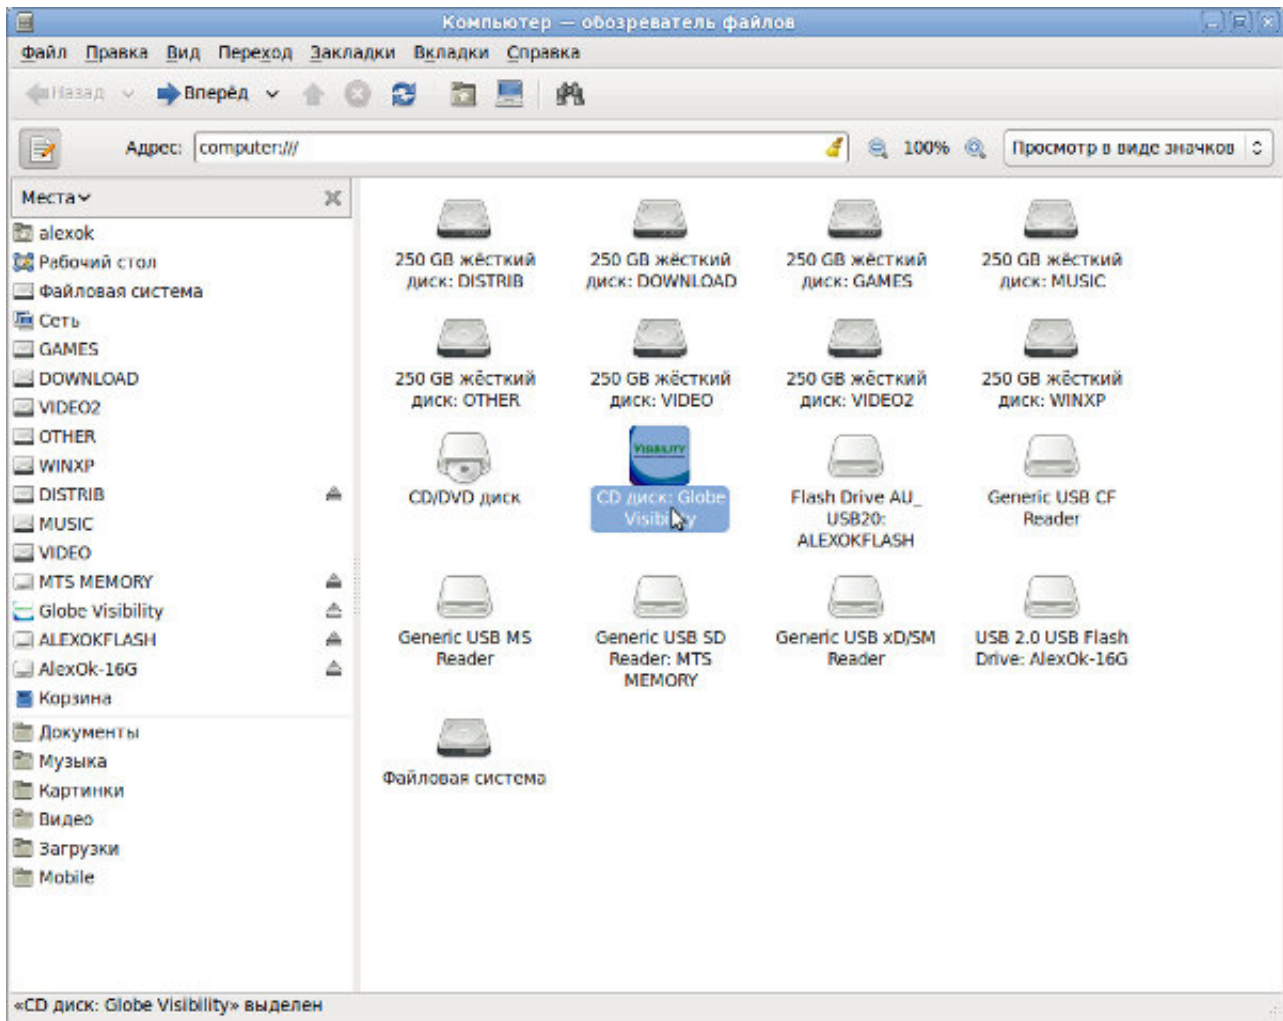 Компьютер — обозреватель файлов
Файл Правка Вид Переход Закладки Вкладки Справка
Назад Вперёд
Адрес: computer:/// 100% Просмотр в виде значков
Места
alexok
Рабочий стол
Файловая система
Сеть
GAMES
DOWNLOAD
VIDEO2
OTHER
WINXP
DISTRIB
MUSIC
VIDEO
MTS MEMORY
Globe Visibility
ALEXOKFLASH
AlexOk-16G
Корзина
Документы
Музыка
Картинки
Видео
Загрузки
Mobile
250 GB жёсткий
диск: DISTRIB
250 GB жёсткий
диск: DOWNLOAD
250 GB жёсткий
диск: GAMES
250 GB жёсткий
диск: MUSIC
250 GB жёсткий
диск: OTHER
250 GB жёсткий
диск: VIDEO
250 GB жёсткий
диск: VIDEO2
250 GB жёсткий
диск: WINXP
CD/DVD диск
VISIBILITY
CD диск: Globe
Visibility
Flash Drive AU_
USB20:
ALEXOKFLASH
Generic USB CF
Reader
Generic USB MS
Reader
Generic USB SD
Reader: MTS
MEMORY
Generic USB xD/SM
Reader
USB 2.0 USB Flash
Drive: AlexOk-16G
Файловая система
«CD диск: Globe Visibility» выделен